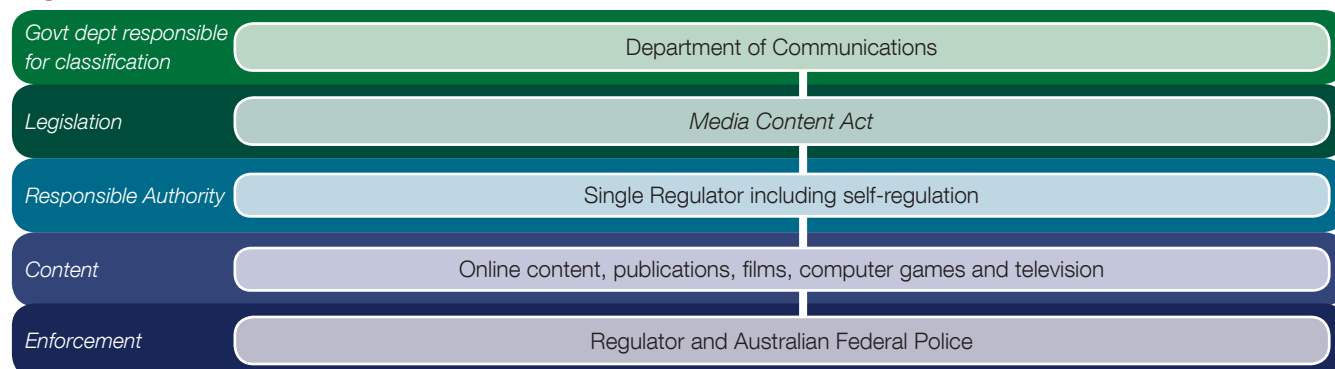 Govt dept responsible
for classification
Department of Communications
Legislation
Media Content Act
Responsible Authority
Single Regulator including self-regulation
Content
Online content, publications, films, computer games and television
Enforcement
Regulator and Australian Federal Police